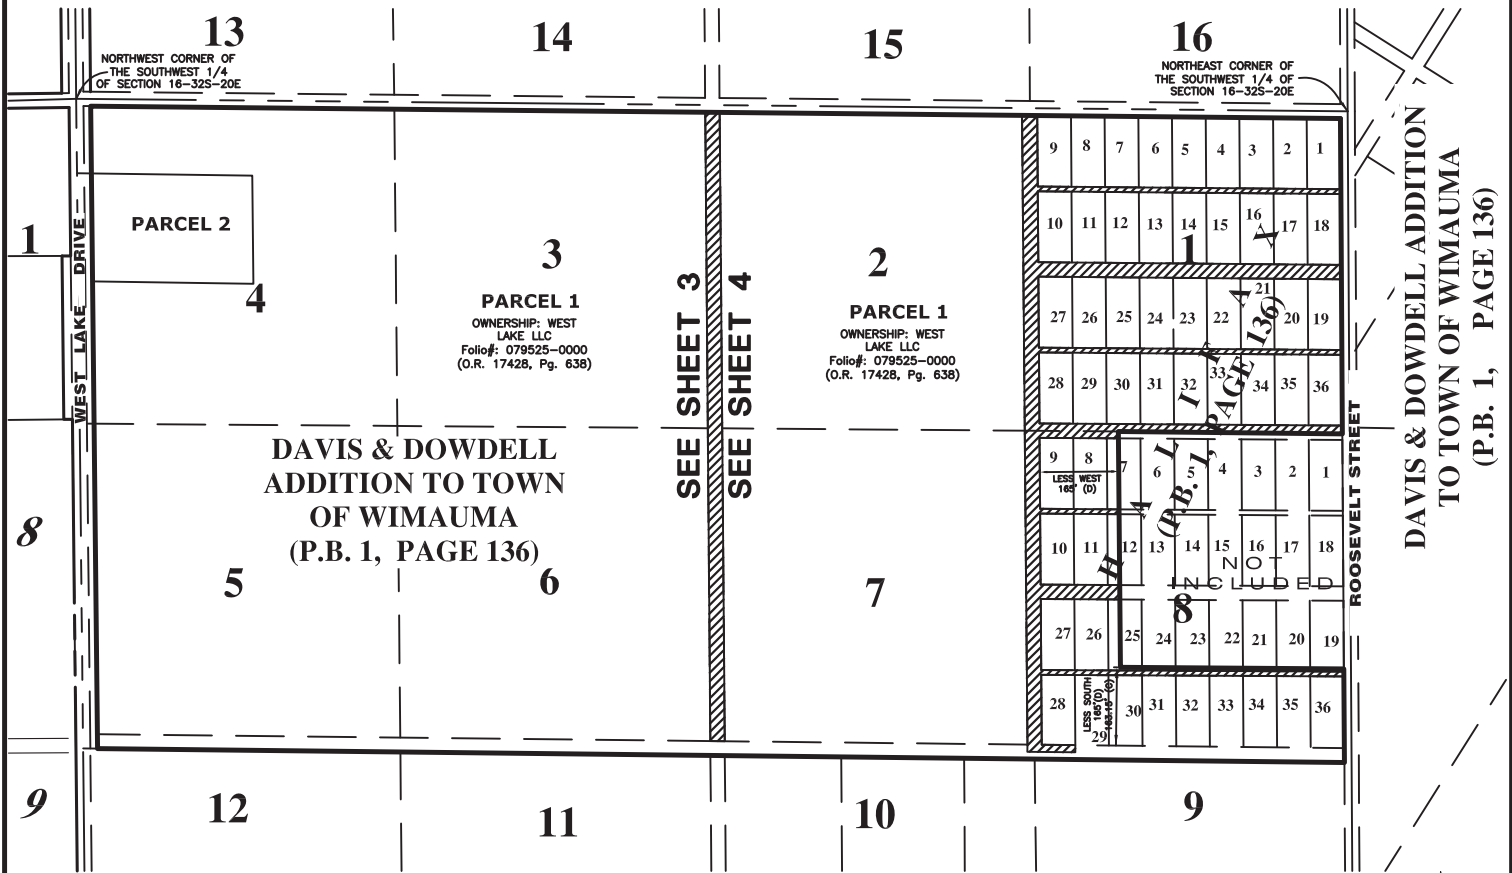 13
14
15
16
NORTHWEST CORNER OF
THE SOUTHWEST 1/4
OF SECTION 16-32S-20E
NORTHEAST CORNER OF
THE SOUTHWEST 1/4 OF
SECTION 16-32S-20E
9 8 7 6 5 4 3 2 1
10 11 12 13 14 15 16 17 18
1
27 26 25 24 23 22 21 20 19
28 29 30 31 32 33 34 35 36
1
8
9
WEST LAKE DRIVE
PARCEL 2
4
3
PARCEL 1
OWNERSHIP: WEST
LAKE LLC
Folio#: 079525-0000
(O.R. 17428, Pg. 638)
SEE SHEET 3
SEE SHEET 4
2
PARCEL 1
OWNERSHIP: WEST
LAKE LLC
Folio#: 079525-0000
(O.R. 17428, Pg. 638)
DAVIS & DOWDELL
ADDITION TO TOWN
OF WIMAUMA
(P.B. 1, PAGE 136)
5
6
7
HALIFAX
(P.B. 1, PAGE 136)
9 8 7 6 5 4 3 2 1
LESS WEST
165' (D)
10 11 12 13 14 15 16 17 18
NOT
INCLUDED
8
27 26 25 24 23 22 21 20 19
28 29 30 31 32 33 34 35 36
LESS SOUTH
165'(D)
ROOSEVELT STREET
DAVIS & DOWDELL ADDITION
TO TOWN OF WIMAUMA
(P.B. 1, PAGE 136)
12
11
10
9